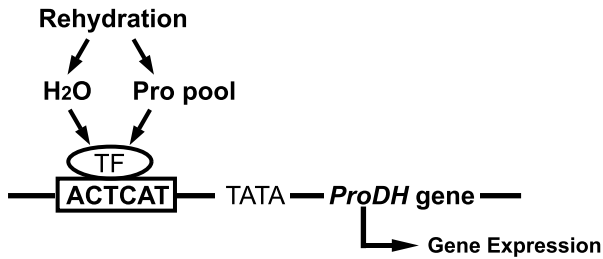 Rehydration
H2O Pro pool
TF
ACTCAT TATA ProDH gene
Gene Expression